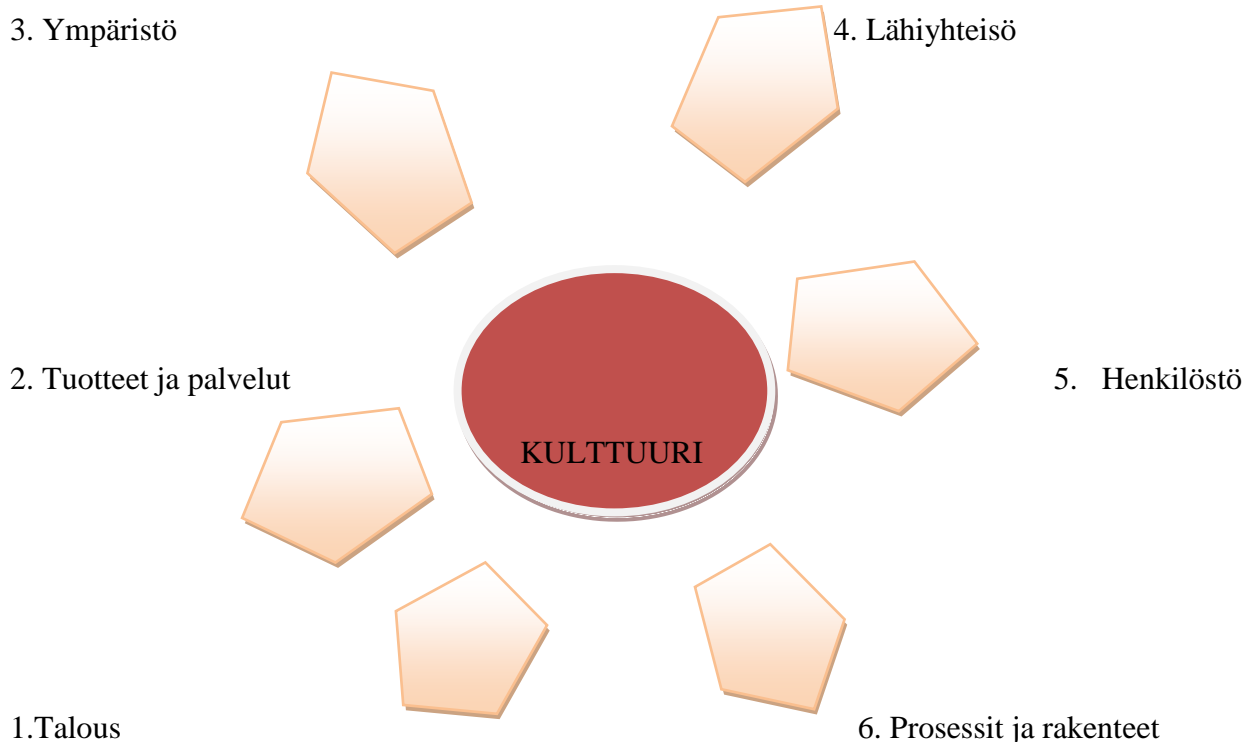 3. Ympäristö
4. Lähiyhteisö
2. Tuotteet ja palvelut
5. Henkilöstö
KULTTUURI
1.Talous
6. Prosessit ja rakenteet